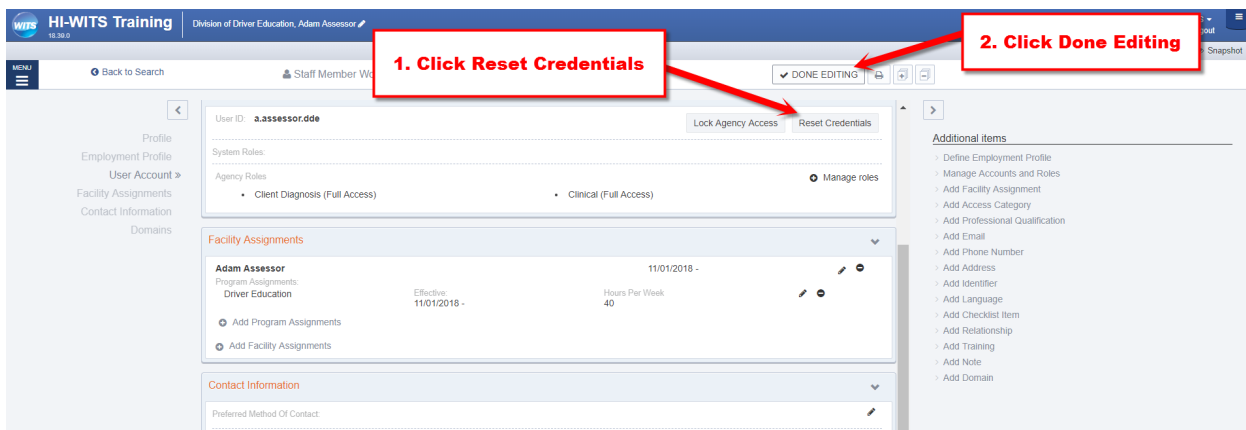 WITS HI-WITS Training Division of Driver Education, Adam Assessor
18.39.0
1. Click Reset Credentials
2. Click Done Editing
Snapshot
MENU
Back to Search
Staff Member
DONE EDITING
Profile
Employment Profile
User Account »
Facility Assignments
Contact Information
Domains
User ID: a.assessor.dde
Lock Agency Access
Reset Credentials
System Roles:
Agency Roles
Manage roles
• Client Diagnosis (Full Access)
• Clinical (Full Access)
Facility Assignments
Adam Assessor 11/01/2018 -
Program Assignments:
Driver Education
Effective:
11/01/2018 -
Hours Per Week
40
Add Program Assignments
Add Facility Assignments
Contact Information
Preferred Method Of Contact:
Additional items
Define Employment Profile
Manage Accounts and Roles
Add Facility Assignment
Add Access Category
Add Professional Qualification
Add Email
Add Phone Number
Add Address
Add Identifier
Add Language
Add Checklist Item
Add Relationship
Add Training
Add Note
Add Domain